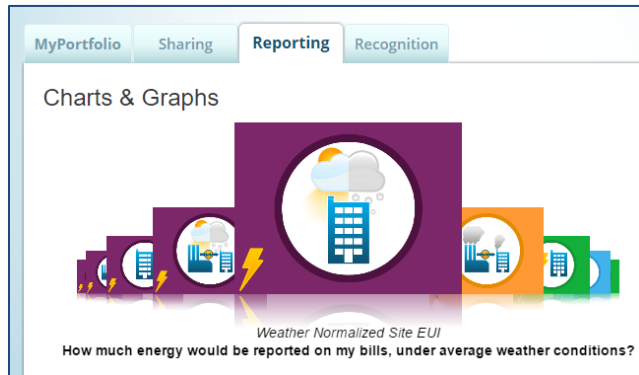 MyPortfolio Sharing Reporting Recognition
Charts & Graphs
Weather Normalized Site EUI
How much energy would be reported on my bills, under average weather conditions?